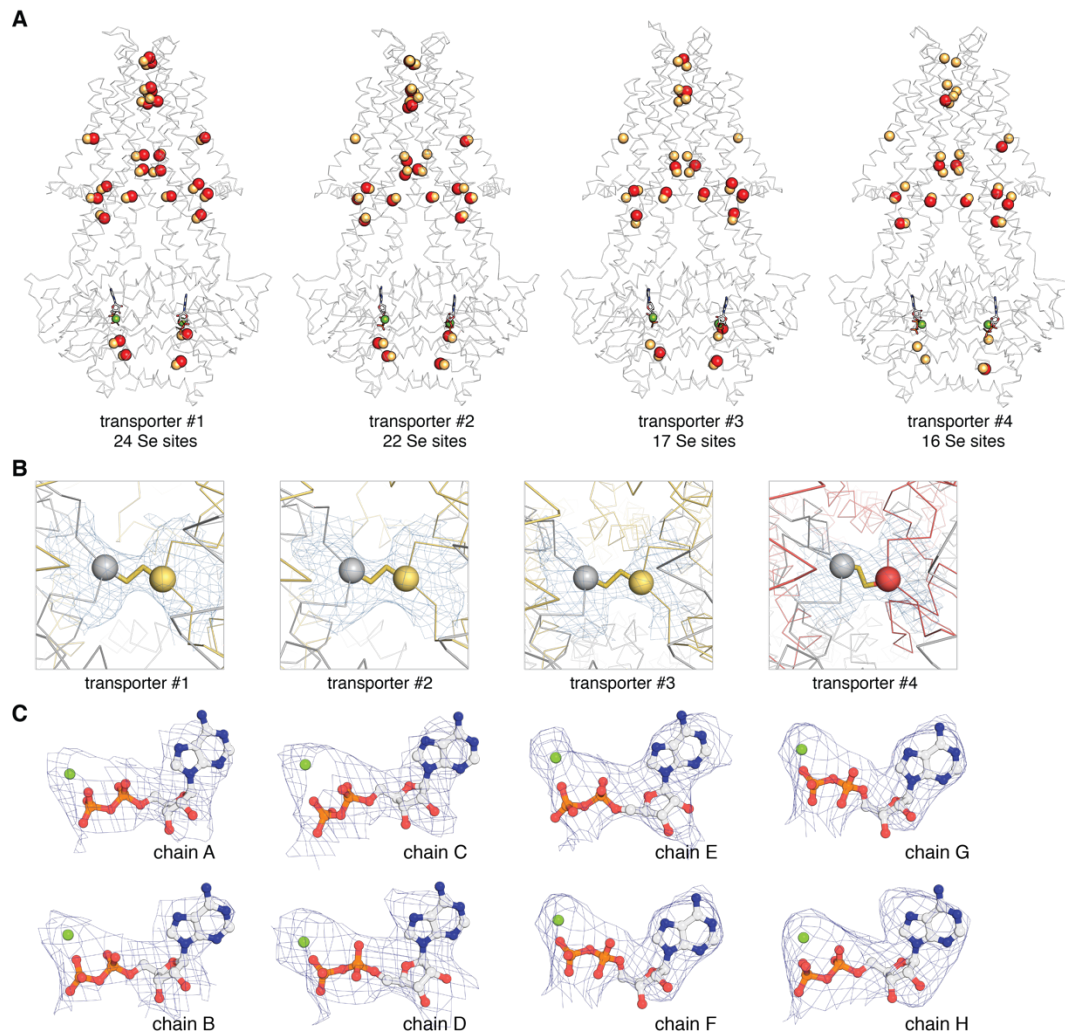 A
transporter #1
24 Se sites
transporter #2
22 Se sites
transporter #3
17 Se sites
transporter #4
16 Se sites
B
transporter #1
transporter #2
transporter #3
transporter #4
C
chain A
chain C
chain E
chain G
chain B
chain D
chain F
chain H